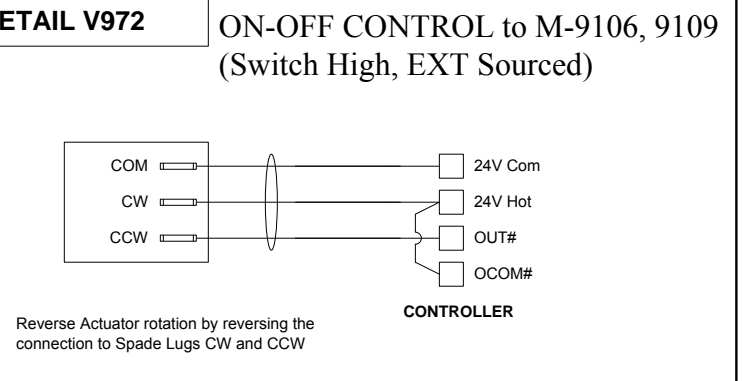 ETAIL V972
ON-OFF CONTROL to M-9106, 9109
(Switch High, EXT Sourced)
COM
24V Com
CW
24V Hot
CCW
OUT#
OCOM#
CONTROLLER
Reverse Actuator rotation by reversing the
connection to Spade Lugs CW and CCW